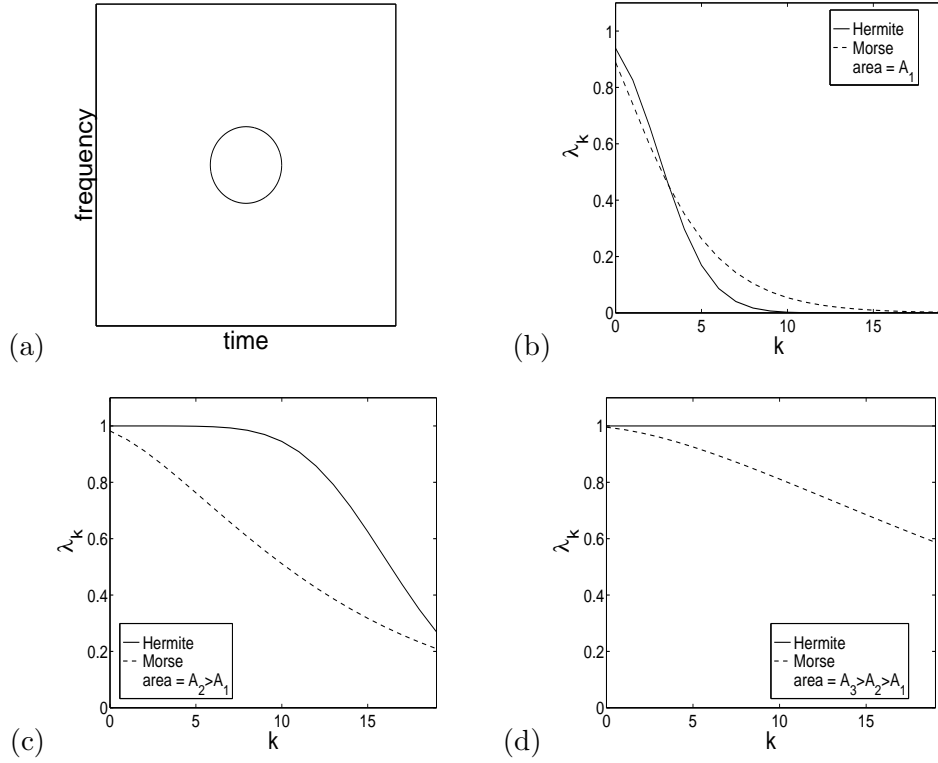 frequency
time
(a)
1
0.8
0.6
0.4
0.2
0
0 5 10 15
λk
k
Hermite
Morse
area = A1
(b)
1
0.8
0.6
0.4
0.2
0
0 5 10 15
λk
k
Hermite
Morse
area = A2>A1
(c)
1
0.8
0.6
0.4
0.2
0
0 5 10 15
λk
k
Hermite
Morse
area = A3>A2>A1
(d)